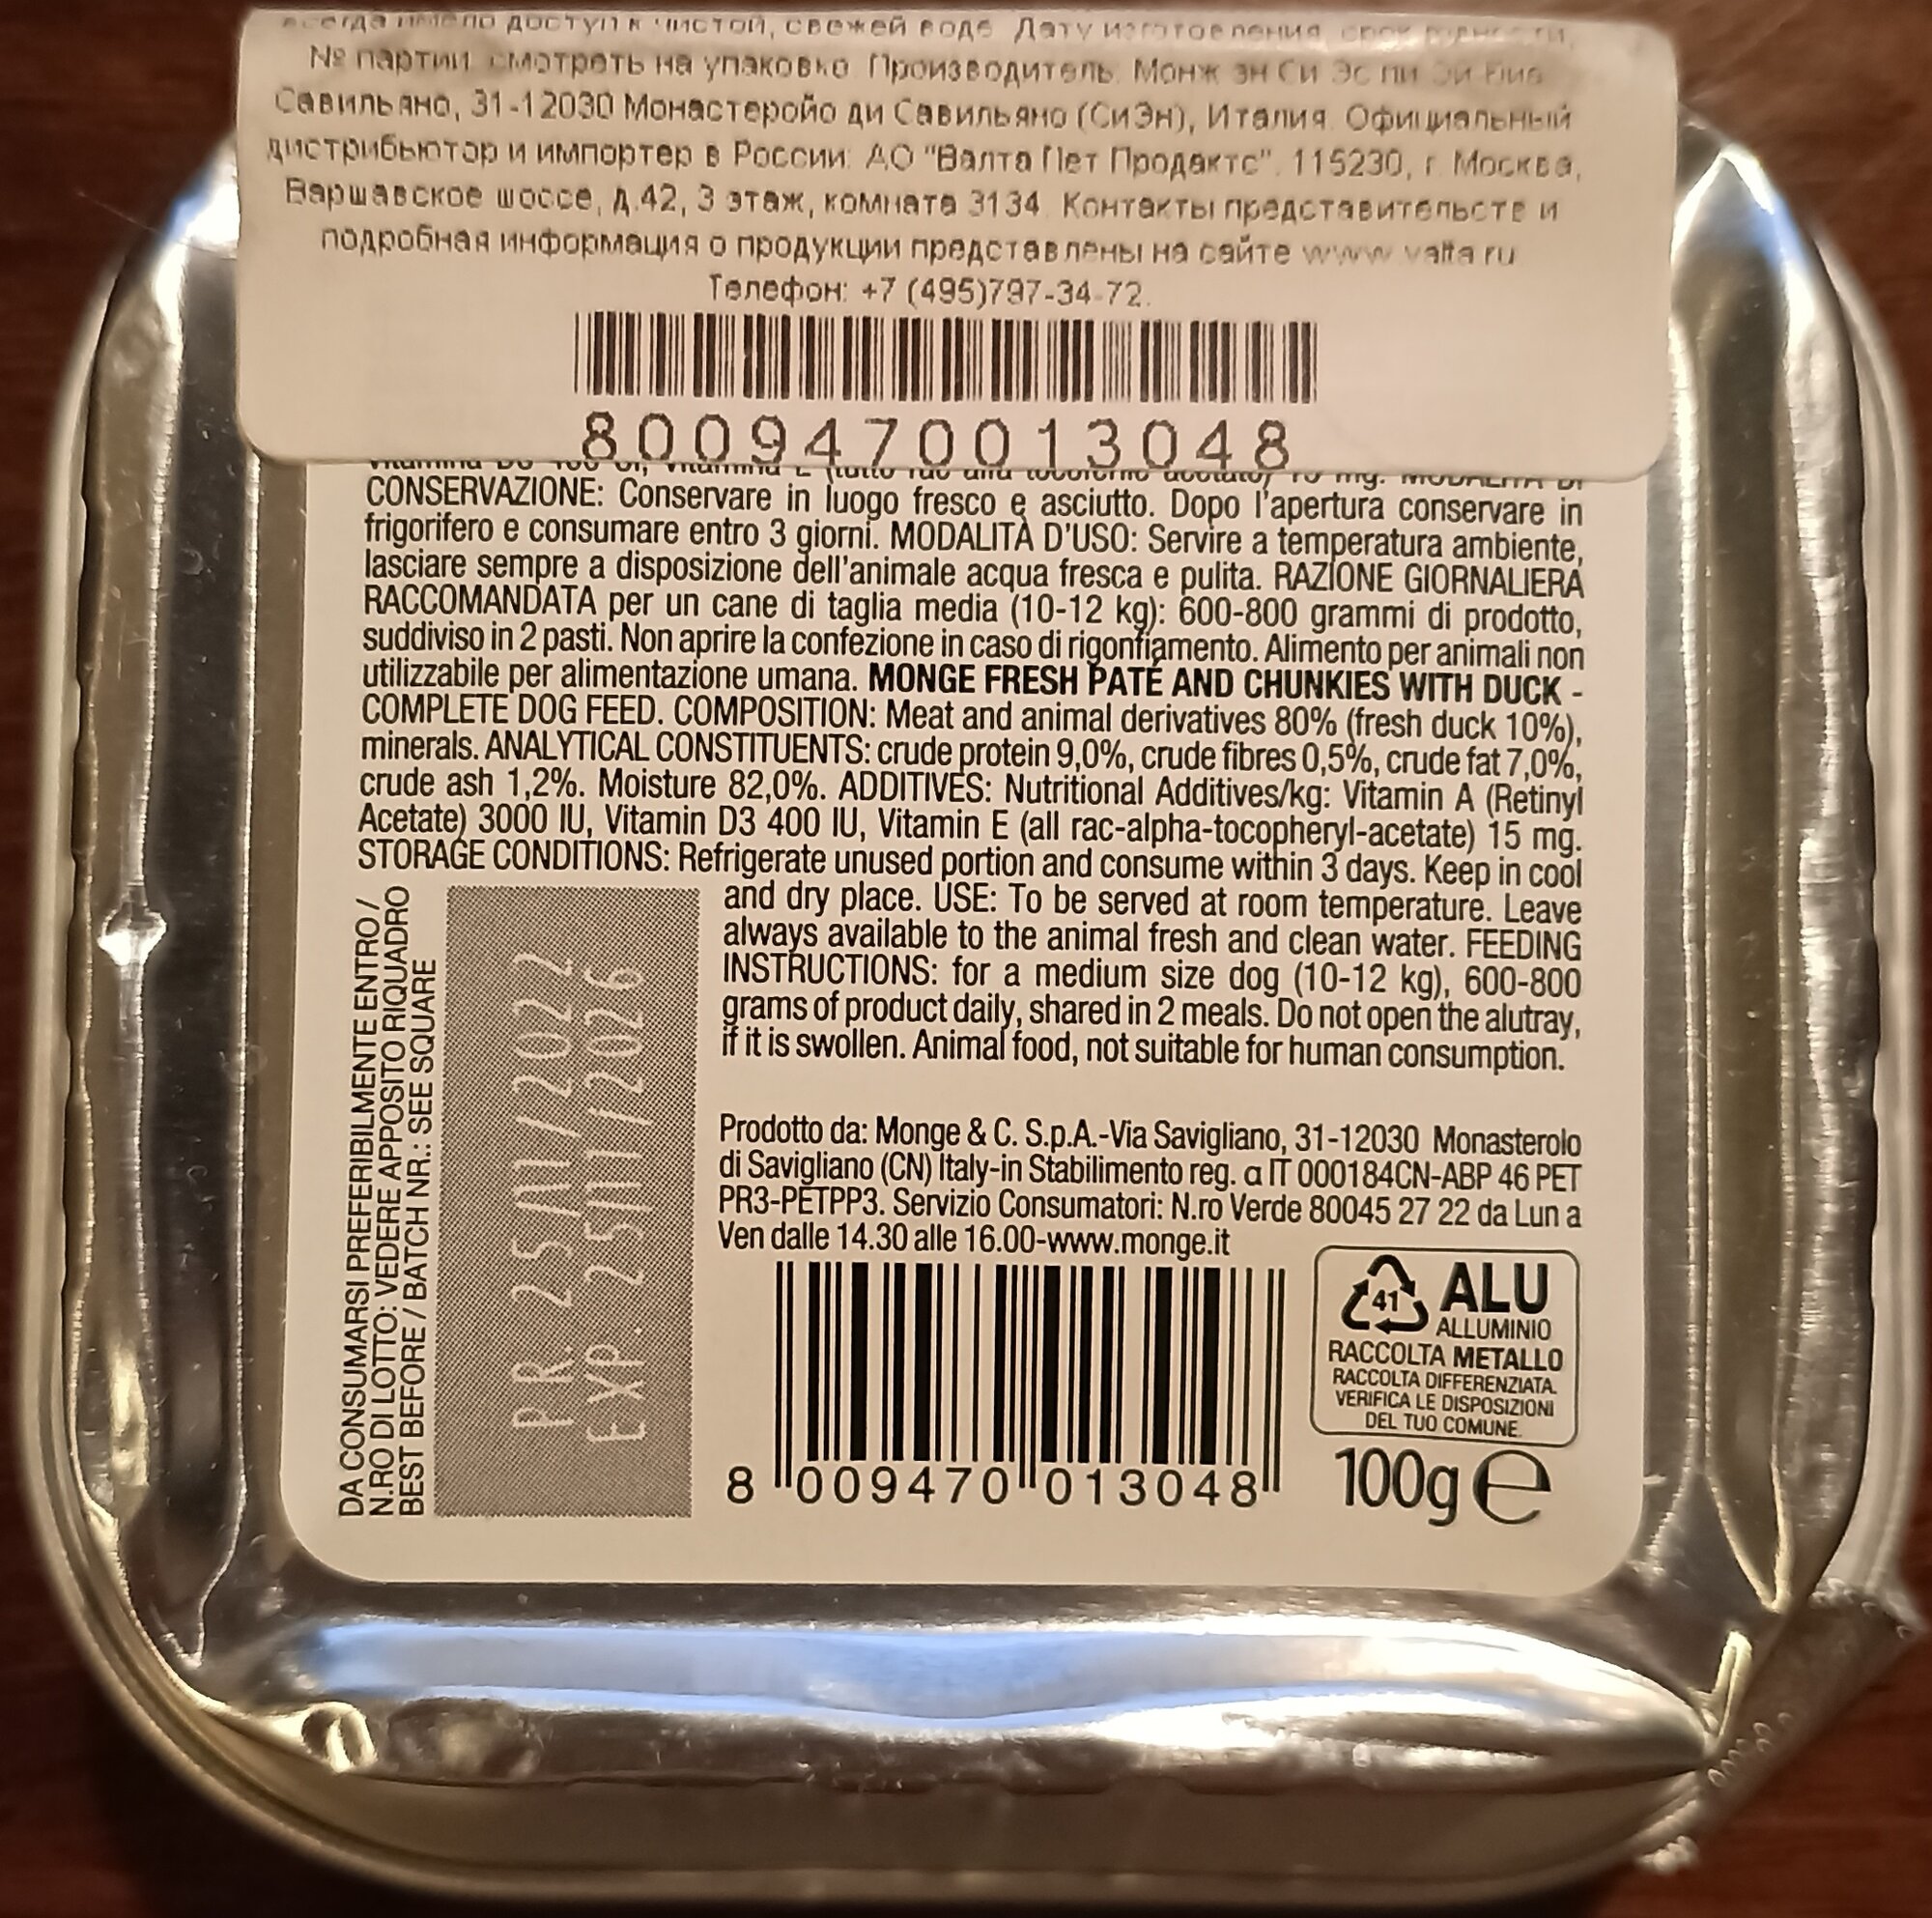 всегда имело доступ к чистой, свежей воде. Дату изготовления, срок годности,
№ партии смотреть на упаковке. Производитель: Монж эн Си Эс пи
Савильяно, 31-12030 Монастеройо ди Савильяно (СиЭн), Италия. Официальный
дистрибьютор и импортер в России: АО "Валта Пет Продактс". 115230, г. Москва,
Варшавское шоссе, д.42, 3 этаж, комната 3134. Контакты представительств и
подробная информация о продукции представлены на сайте www.valta.ru
Телефон: +7 (495)797-34-72.
8009470013048
CONSERVAZIONE: Conservare in luogo fresco e asciutto. Dopo l'apertura conservare in
frigorifero e consumare entro 3 giorni. MODALITÀ D'USO: Servire a temperatura ambiente,
lasciare sempre a disposizione dell'animale acqua fresca e pulita. RAZIONE GIORNALIERA
RACCOMANDATA per un cane di taglia media (10-12 kg): 600-800 grammi di prodotto,
suddiviso in 2 pasti. Non aprire la confezione in caso di rigonfiamento. Alimento per animali non
utilizzabile per alimentazione umana. MONGE FRESH PATÉ AND CHUNKIES WITH DUCK -
COMPLETE DOG FEED. COMPOSITION: Meat and animal derivatives 80% (fresh duck 10%),
minerals. ANALYTICAL CONSTITUENTS: crude protein 9,0%, crude fibres 0,5%, crude fat 7,0%,
crude ash 1,2%. Moisture 82,0%. ADDITIVES: Nutritional Additives/kg: Vitamin A (Retinyl
Acetate) 3000 IU, Vitamin D3 400 IU, Vitamin E (all rac-alpha-tocopheryl-acetate) 15 mg.
STORAGE CONDITIONS: Refrigerate unused portion and consume within 3 days. Keep in cool
and dry place. USE: To be served at room temperature. Leave
always available to the animal fresh and clean water. FEEDING
INSTRUCTIONS: for a medium size dog (10-12 kg), 600-800
grams of product daily, shared in 2 meals. Do not open the alutray,
if it is swollen. Animal food, not suitable for human consumption.
DA CONSUMARSI PREFERIBILMENTE ENTRO /
N.RO DI LOTTO: VEDERE APPOSITO RIQUADRO
BEST BEFORE / BATCH NR.: SEE SQUARE
PR. 25/11/2022
EXP. 25/11/2026
Prodotto da: Monge & C. S.p.A.-Via Savigliano, 31-12030 Monasterolo
di Savigliano (CN) Italy-in Stabilimento reg. α IT 000184CN-ABP 46 PET
PR3-PETPP3. Servizio Consumatori: N.ro Verde 80045 27 22 da Lun a
Ven dalle 14.30 alle 16.00-www.monge.it
8 009470 013048
41 ALU
ALLUMINIO
RACCOLTA METALLO
RACCOLTA DIFFERENZIATA.
VERIFICA LE DISPOSIZIONI
DEL TUO COMUNE.
100g e